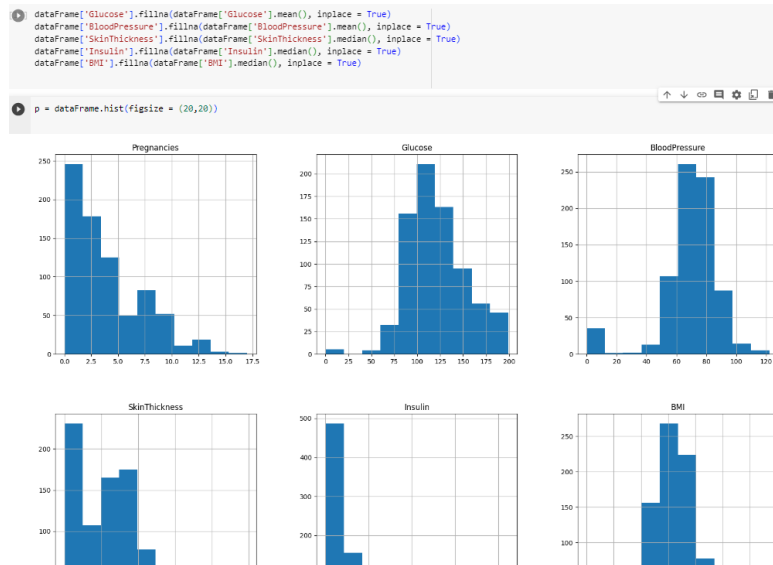 dataFrame['Glucose'].fillna(dataFrame['Glucose'].mean(), inplace = True)
dataFrame['BloodPressure'].fillna(dataFrame['BloodPressure'].mean(), inplace = True)
dataFrame['SkinThickness'].fillna(dataFrame['SkinThickness'].median(), inplace = True)
dataFrame['Insulin'].fillna(dataFrame['Insulin'].median(), inplace = True)
dataFrame['BMI'].fillna(dataFrame['BMI'].median(), inplace = True)
p = dataFrame.hist(figsize = (20,20))
Pregnancies
250
200
150
100
50
0
0.0 2.5 5.0 7.5 10.0 12.5 15.0 17.5
Glucose
200
175
150
125
100
75
50
25
0
0 25 50 75 100 125 150 175 200
BloodPressure
250
200
150
100
50
0
0 20 40 60 80 100 120
SkinThickness
200
150
100
Insulin
500
400
300
200
BMI
250
200
150
100